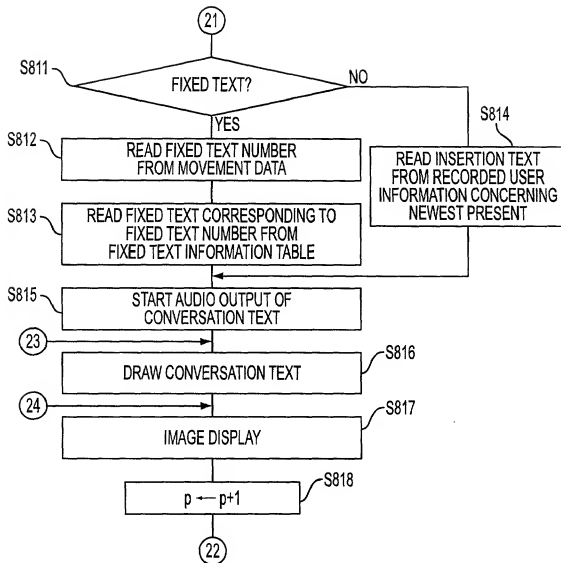 21
S811
FIXED TEXT?
NO
YES
S812
READ FIXED TEXT NUMBER
FROM MOVEMENT DATA
S814
READ INSERTION TEXT
FROM RECORDED USER
INFORMATION CONCERNING
NEWEST PRESENT
S813
READ FIXED TEXT CORRESPONDING TO
FIXED TEXT NUMBER FROM
FIXED TEXT INFORMATION TABLE
S815
START AUDIO OUTPUT OF
CONVERSATION TEXT
23
S816
DRAW CONVERSATION TEXT
24
S817
IMAGE DISPLAY
S818
p ← p+1
22